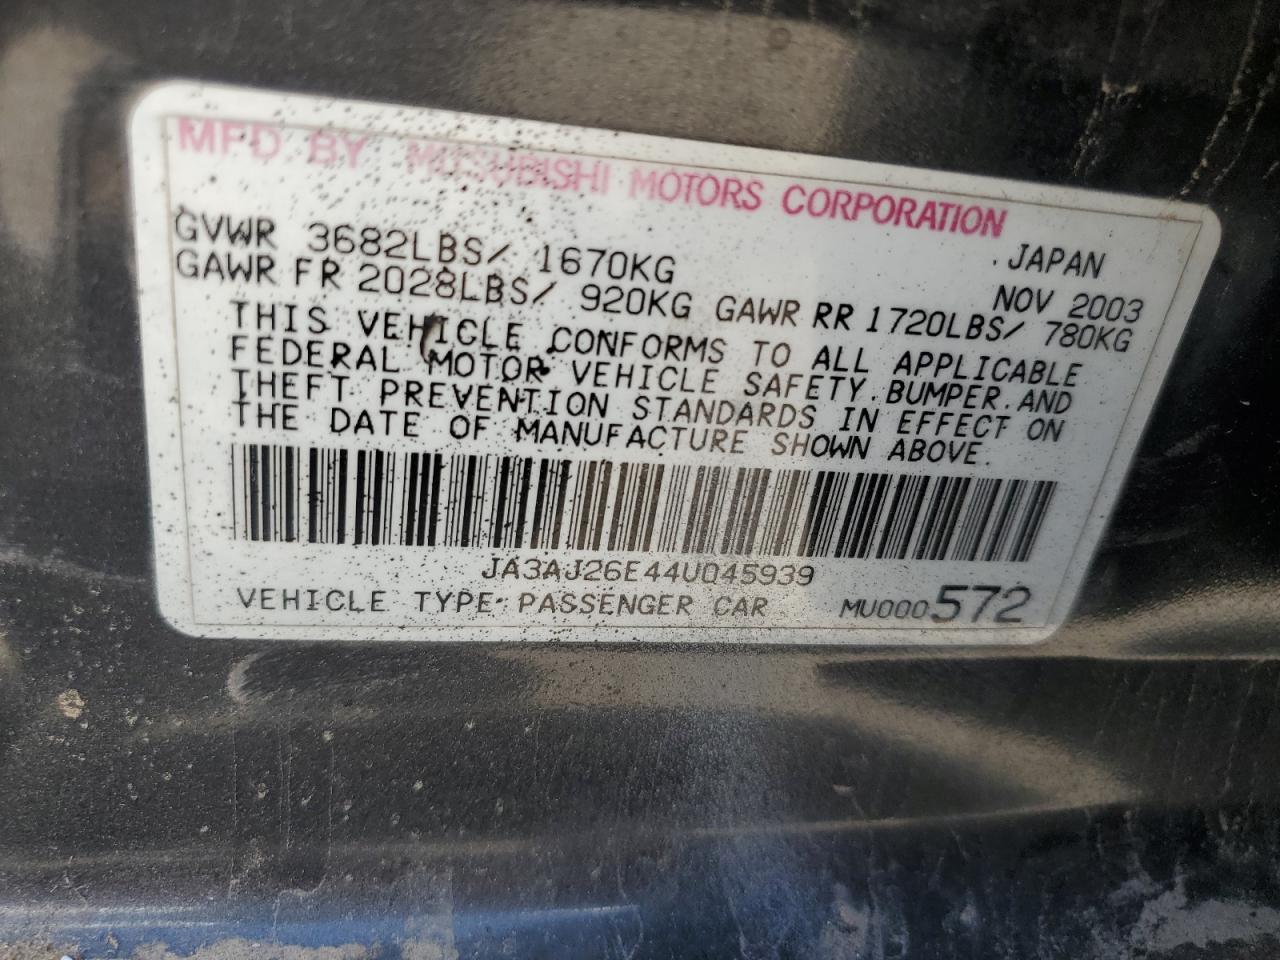 MFD BY MITSUBISHI MOTORS CORPORATION
JAPAN
GVWR 3682LBS/ 1670KG NOV 2003
GAWR FR 2028LBS/ 920KG GAWR RR 1720LBS/ 780KG
THIS VEHICLE CONFORMS TO ALL APPLICABLE
FEDERAL MOTOR VEHICLE SAFETY.BUMPER.AND
THEFT PREVENTION STANDARDS IN EFFECT ON
THE DATE OF MANUFACTURE SHOWN ABOVE.
JA3AJ26E44U045939
VEHICLE TYPE: PASSENGER CAR MU000572